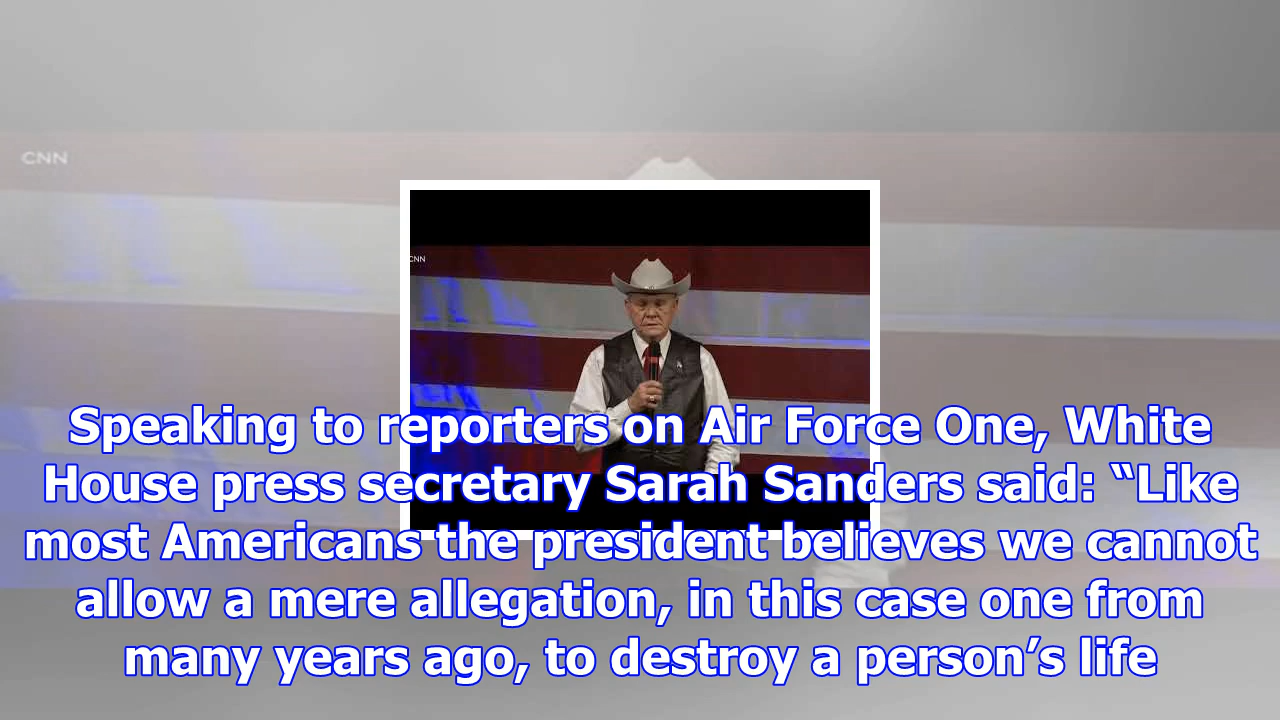 CNN
CNN
Speaking to reporters on Air Force One, White
House press secretary Sarah Sanders said: “Like
most Americans the president believes we cannot
allow a mere allegation, in this case one from
many years ago, to destroy a person’s life